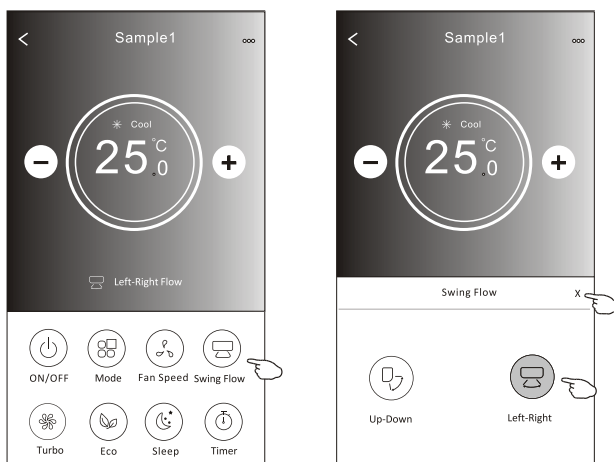 Sample1
Cool
25.0 °C
Left-Right Flow
ON/OFF Mode Fan Speed Swing Flow
Turbo Eco Sleep Timer
Sample1
Cool
25.0 °C
Swing Flow X
Up-Down Left-Right